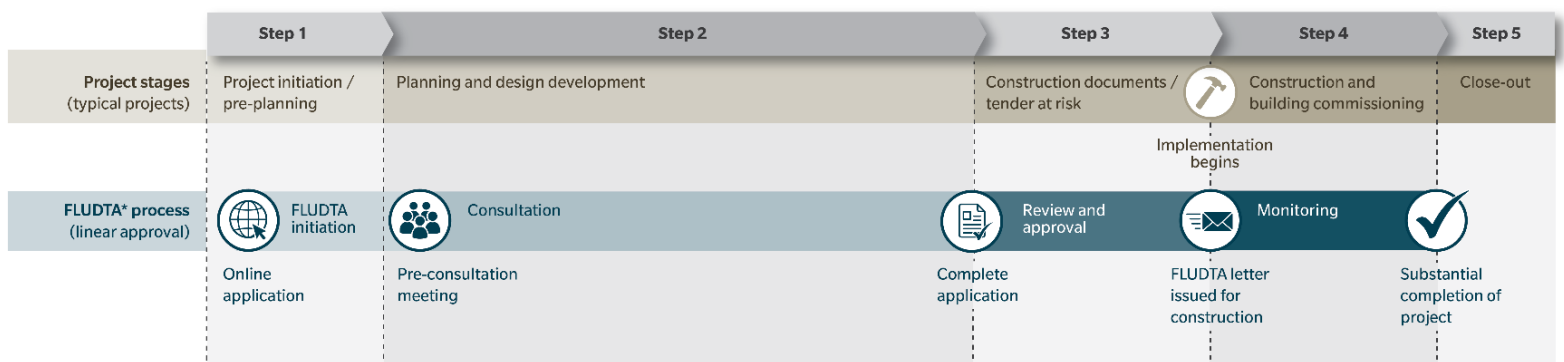 Step 1
Step 2
Step 3
Step 4
Step 5
Project stages
(typical projects)
Project initiation /
pre-planning
Planning and design development
Construction documents /
tender at risk
Construction and
building commissioning
Close-out
Implementation
begins
FLUDTA* process
(linear approval)
FLUDTA
initiation
Consultation
Review and
approval
Monitoring
Online
application
Pre-consultation
meeting
Complete
application
FLUDTA letter
issued for
construction
Substantial
completion of
project